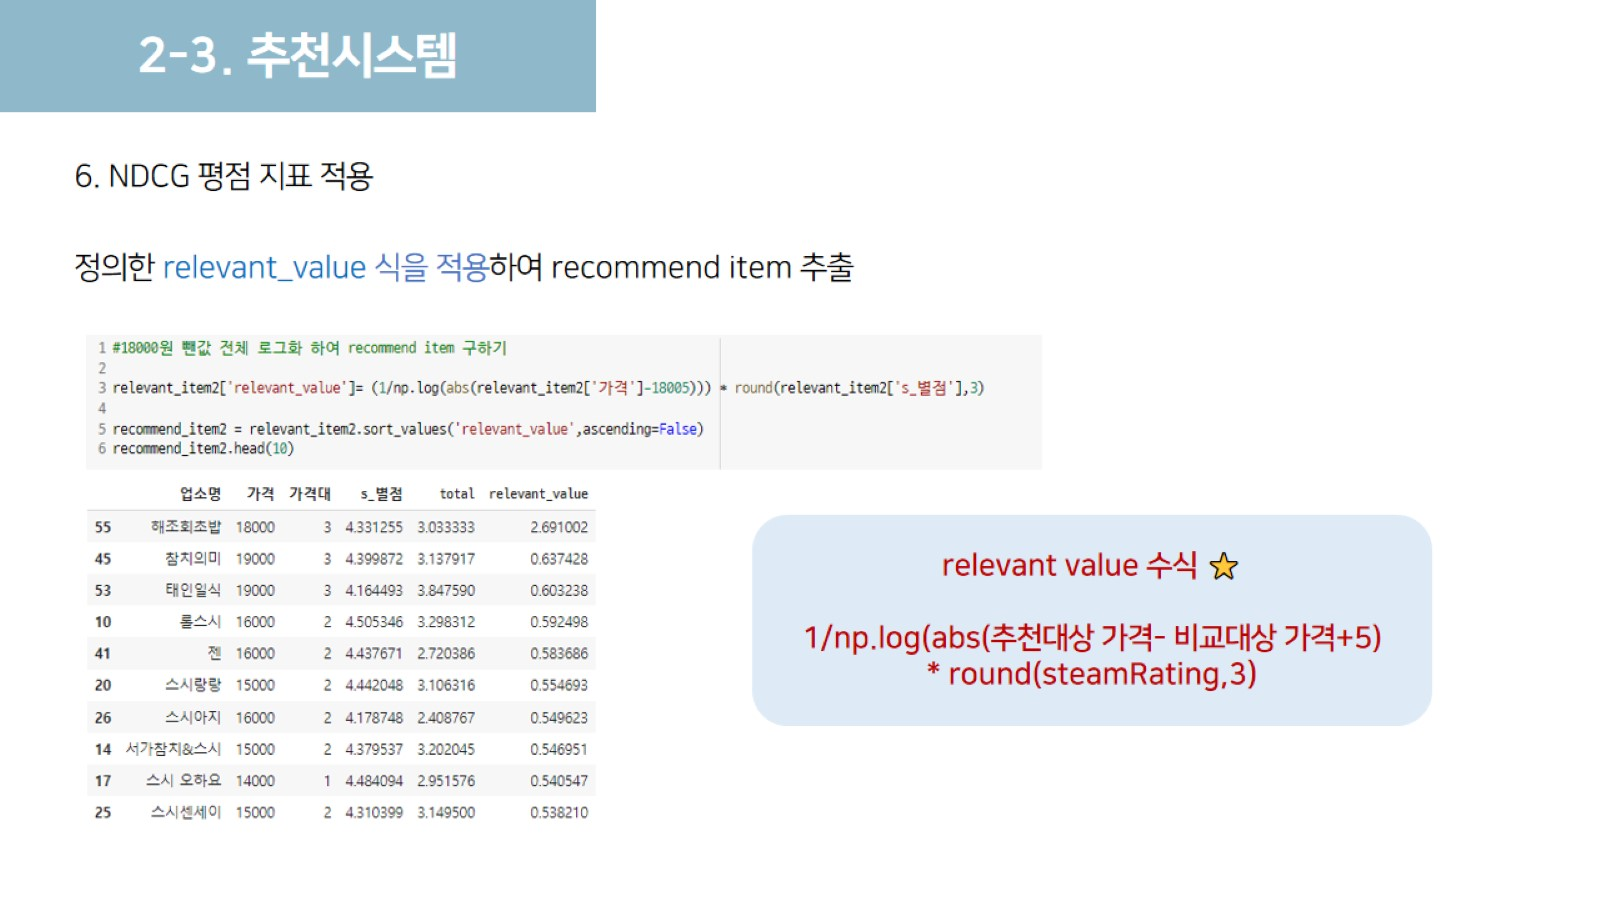 2-3. 추천시스템
6. NDCG 평점 지표 적용
정의한 relevant_value 식을 적용하여 recommend item 추출
1 #18000원 뺀값 전체 로그화 하여 recommend item 구하기
2
3 relevant_item2['relevant_value']= (1/np.log(abs(relevant_item2['가격']-18005))) * round(relevant_item2['s_별점'],3)
4
5 recommend_item2 = relevant_item2.sort_values('relevant_value',ascending=False)
6 recommend_item2.head(10)
업소명 가격 가격대 s_별점 total relevant_value
55 해조회초밥 18000 3 4.331255 3.033333 2.691002
45 참치의미 19000 3 4.399872 3.137917 0.637428
53 태인일식 19000 3 4.164493 3.847590 0.603238
10 롤스시 16000 2 4.505346 3.298312 0.592498
41 젠 16000 2 4.437671 2.720386 0.583686
20 스시랑랑 15000 2 4.442048 3.106316 0.554693
26 스시아지 16000 2 4.178748 2.408767 0.549623
14 서가참치&스시 15000 2 4.379537 3.202045 0.546951
17 스시 오하요 14000 1 4.484094 2.951576 0.540547
25 스시센세이 15000 2 4.310399 3.149500 0.538210
relevant value 수식
1/np.log(abs(추천대상 가격- 비교대상 가격+5)
* round(steamRating,3)